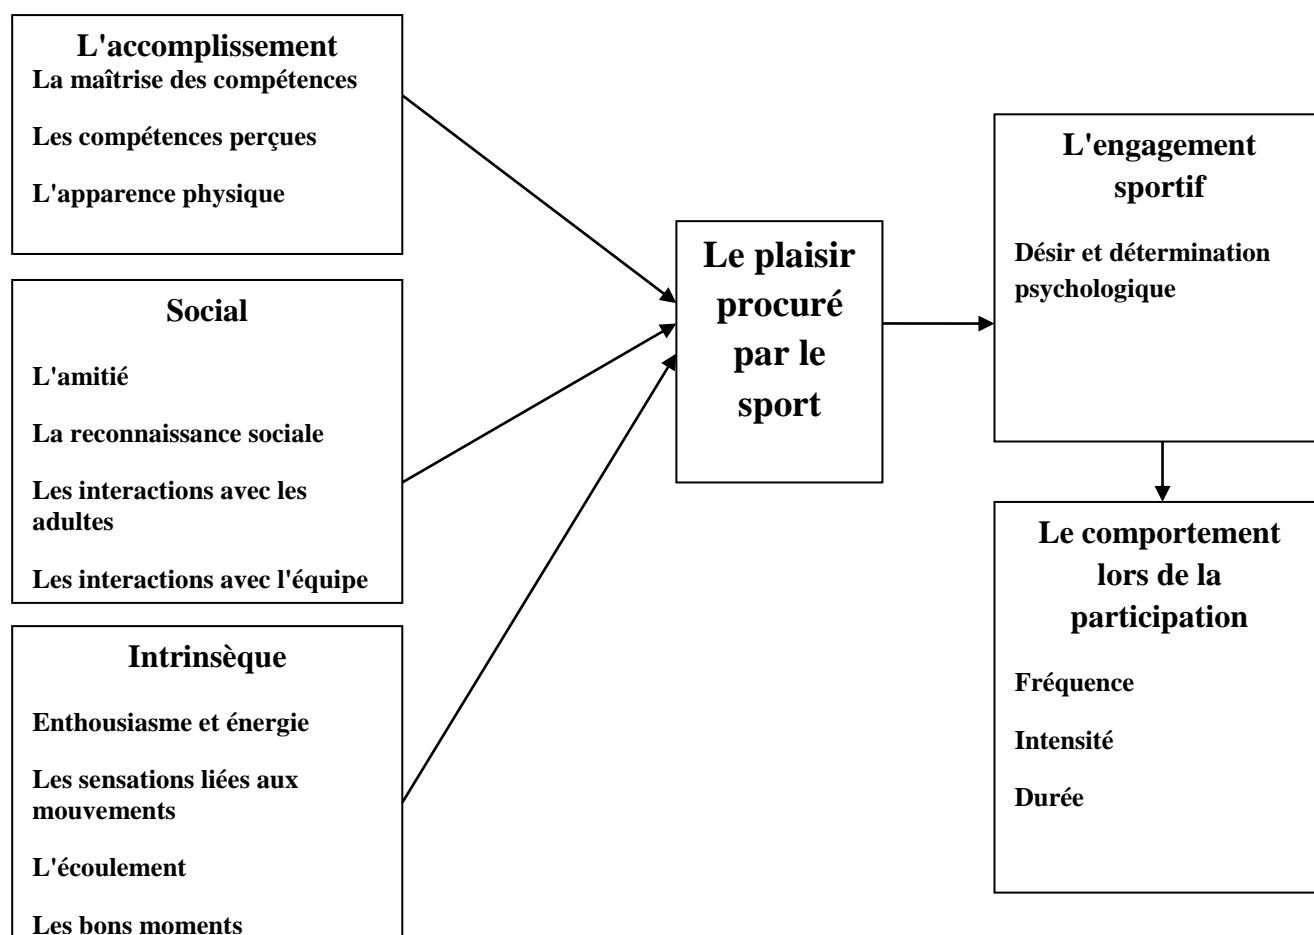 L'accomplissement
La maîtrise des compétences
Les compétences perçues
L'apparence physique
Social
L'amitié
La reconnaissance sociale
Les interactions avec les
adultes
Les interactions avec l'équipe
Intrinsèque
Enthousiasme et énergie
Les sensations liées aux
mouvements
L'écoulement
Les bons moments
Le plaisir
procuré
par le
sport
L'engagement
sportif
Désir et détermination
psychologique
Le comportement
lors de la
participation
Fréquence
Intensité
Durée